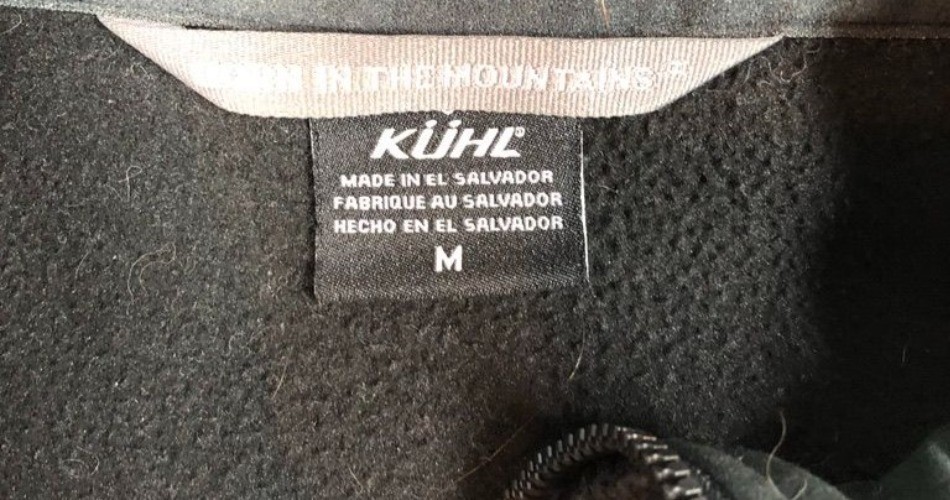 IN THE MOUNTAINS
KÜHL®
MADE IN EL SALVADOR
FABRIQUE AU SALVADOR
HECHO EN EL SALVADOR
M